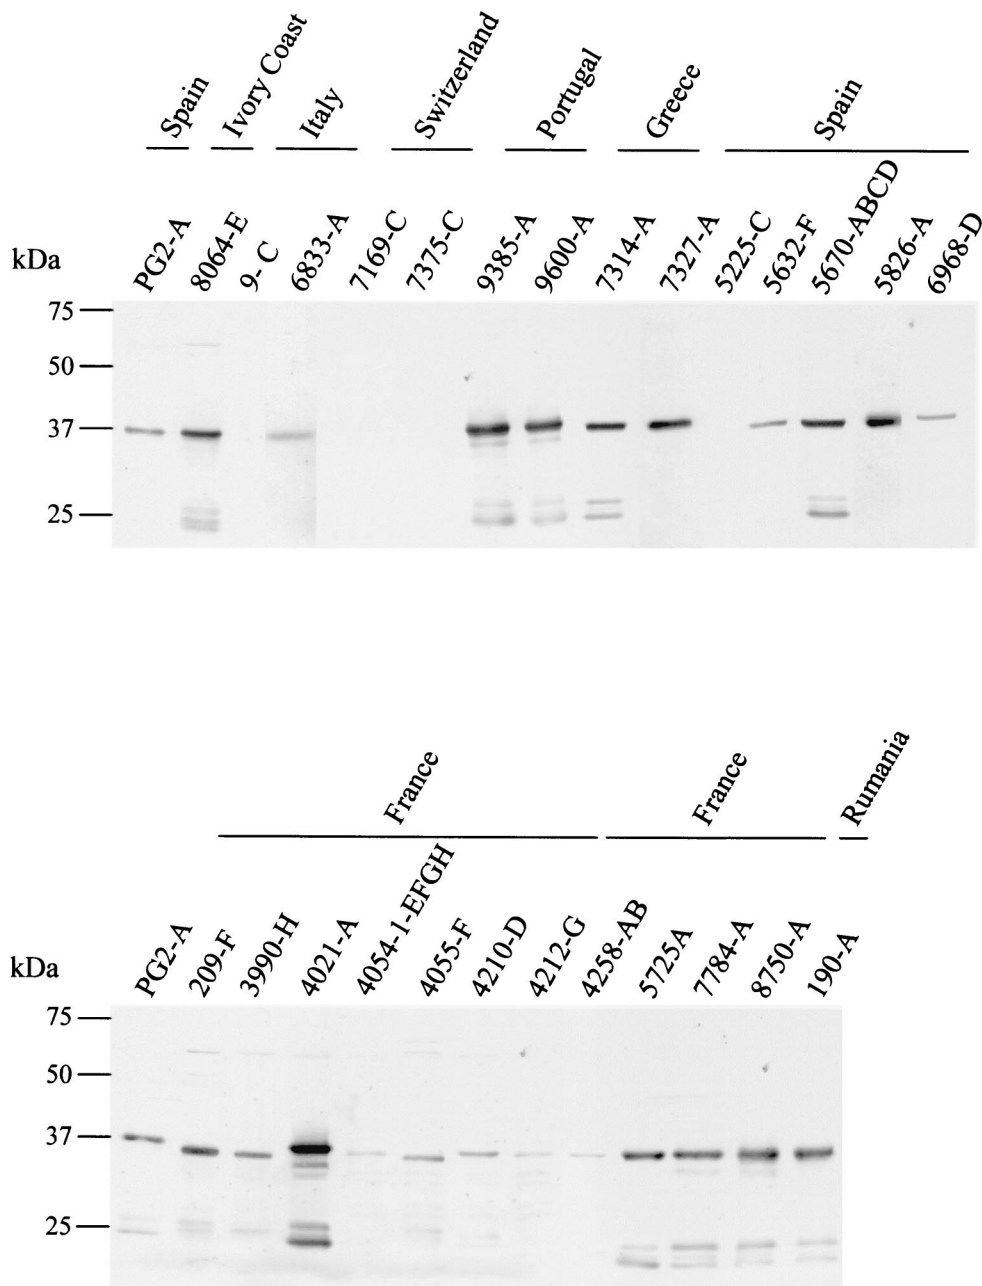 Spain
Ivory Coast
Italy
Switzerland
Portugal
Greece
Spain
kDa
PG2-A
8064-E
9- C
6833-A
7169-C
7375-C
9385-A
9600-A
7314-A
7327-A
5225-C
5632-F
5670-ABCD
5826-A
6968-D
75
50
37
25
France
France
Rumania
kDa
PG2-A
209-F
3990-H
4021-A
4054-1-EFGH
4055-F
4210-D
4212-G
4258-AB
5725A
7784-A
8750-A
190-A
75
50
37
25